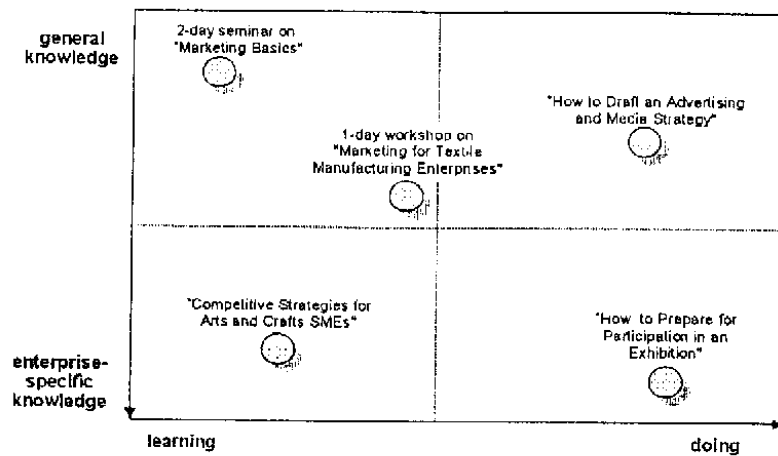 general
knowledge
2-day seminar on
"Marketing Basics"
"How to Draft an Advertising
and Media Strategy"
1-day workshop on
"Marketing for Textile
Manufacturing Enterprises"
"Competitive Strategies for
Arts and Crafts SMEs"
"How to Prepare for
Participation in an
Exhibition"
enterprise-
specific
knowledge
learning
doing